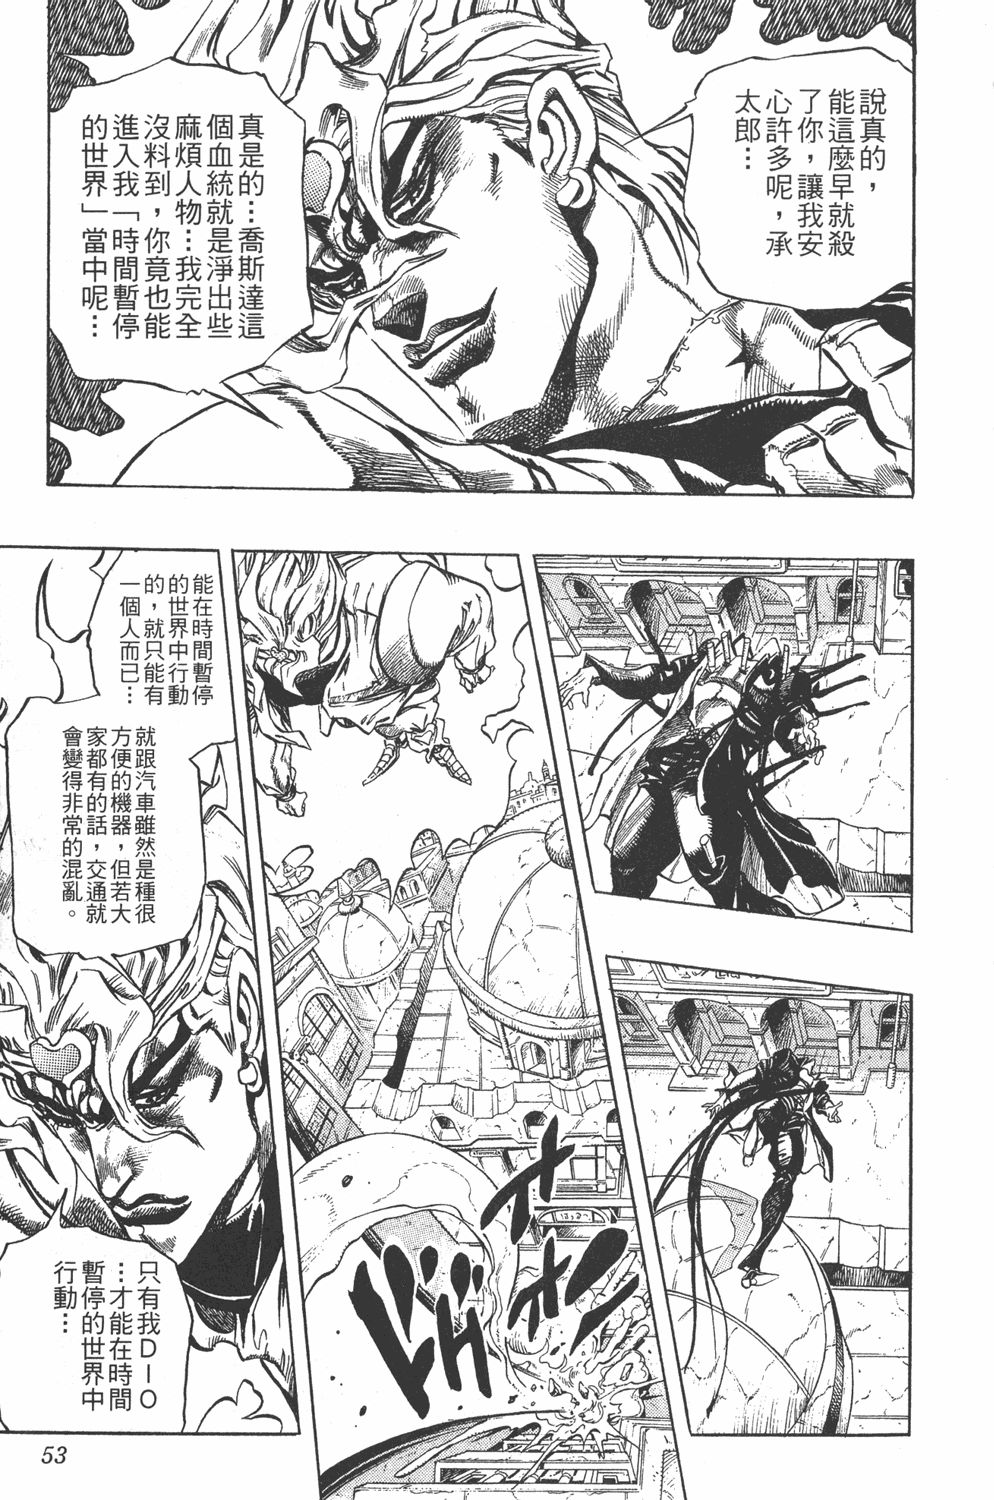 說真的，
能這麼早就殺
了你，讓我安
心許多呢，承
太郎…
真是的…喬斯達這
個血統就是淨出些
麻煩人物…我完全
沒料到，你竟也能
進入我「時間暫停
的世界」當中呢…
能在時間暫停
的世界中行動
的，就只能有
一個人而已…
就跟汽車雖然是種很
方便的機器，但若大
家都有的話，交通就
會變得非常的混亂。
ドドオオン
只有我DIO
…才能在時間
暫停的世界中
行動…
53